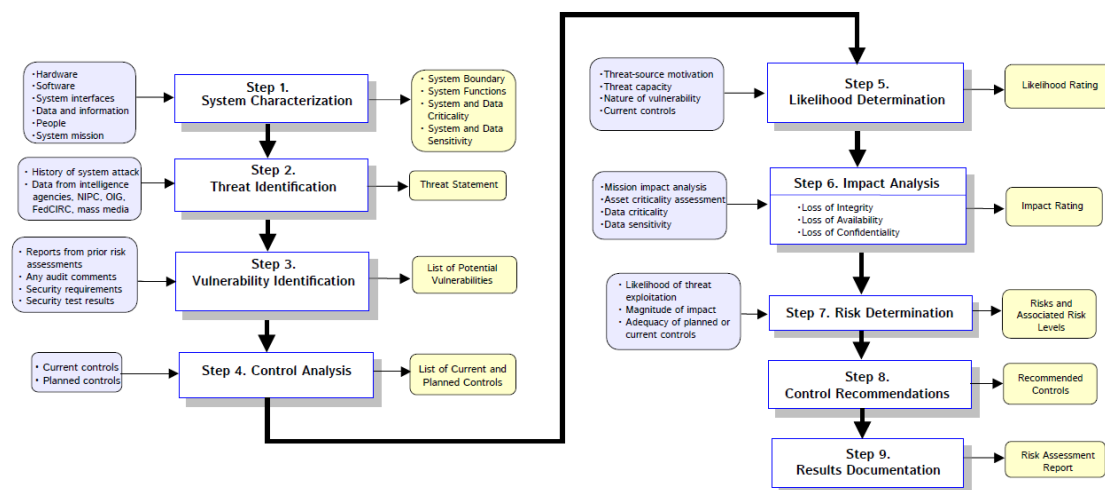 • Hardware
• Software
• System interfaces
• Data and information
• People
• System mission
Step 1.
System Characterization
• System Boundary
• System Functions
• System and Data
Criticality
• System and Data
Sensitivity
• History of system attack
• Data from intelligence
agencies, NIPC, OIG,
FedCIRC, mass media
Step 2.
Threat Identification
Threat Statement
• Reports from prior risk
assessments
• Any audit comments
• Security requirements
• Security test results
Step 3.
Vulnerability Identification
List of Potential
Vulnerabilities
• Current controls
• Planned controls
Step 4. Control Analysis
List of Current and
Planned Controls
• Threat-source motivation
• Threat capacity
• Nature of vulnerability
• Current controls
Step 5.
Likelihood Determination
Likelihood Rating
• Mission impact analysis
• Asset criticality assessment
• Data criticality
• Data sensitivity
Step 6. Impact Analysis
• Loss of Integrity
• Loss of Availability
• Loss of Confidentiality
Impact Rating
• Likelihood of threat
exploitation
• Magnitude of impact
• Adequacy of planned or
current controls
Step 7. Risk Determination
Risks and
Associated Risk
Levels
Step 8.
Control Recommendations
Recommended
Controls
Step 9.
Results Documentation
Risk Assessment
Report